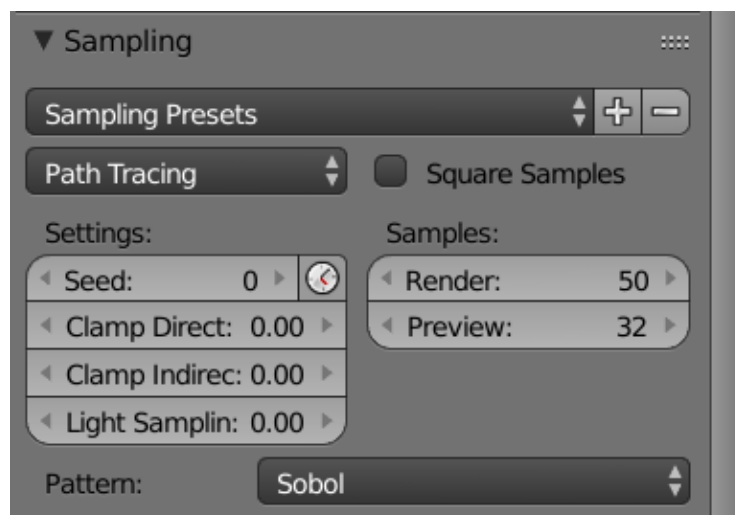 Sampling
Sampling Presets
Path Tracing Square Samples
Settings: Samples:
Seed: 0 Render: 50
Clamp Direct: 0.00 Preview: 32
Clamp Indirec: 0.00
Light Samplin: 0.00
Pattern: Sobol